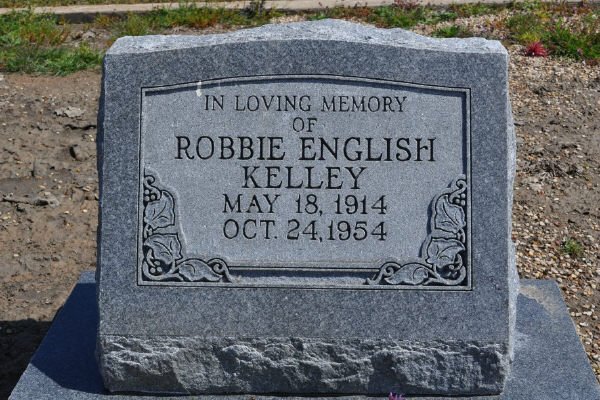 IN LOVING MEMORY
OF
ROBBIE ENGLISH
KELLEY
MAY 18, 1914
OCT. 24, 1954